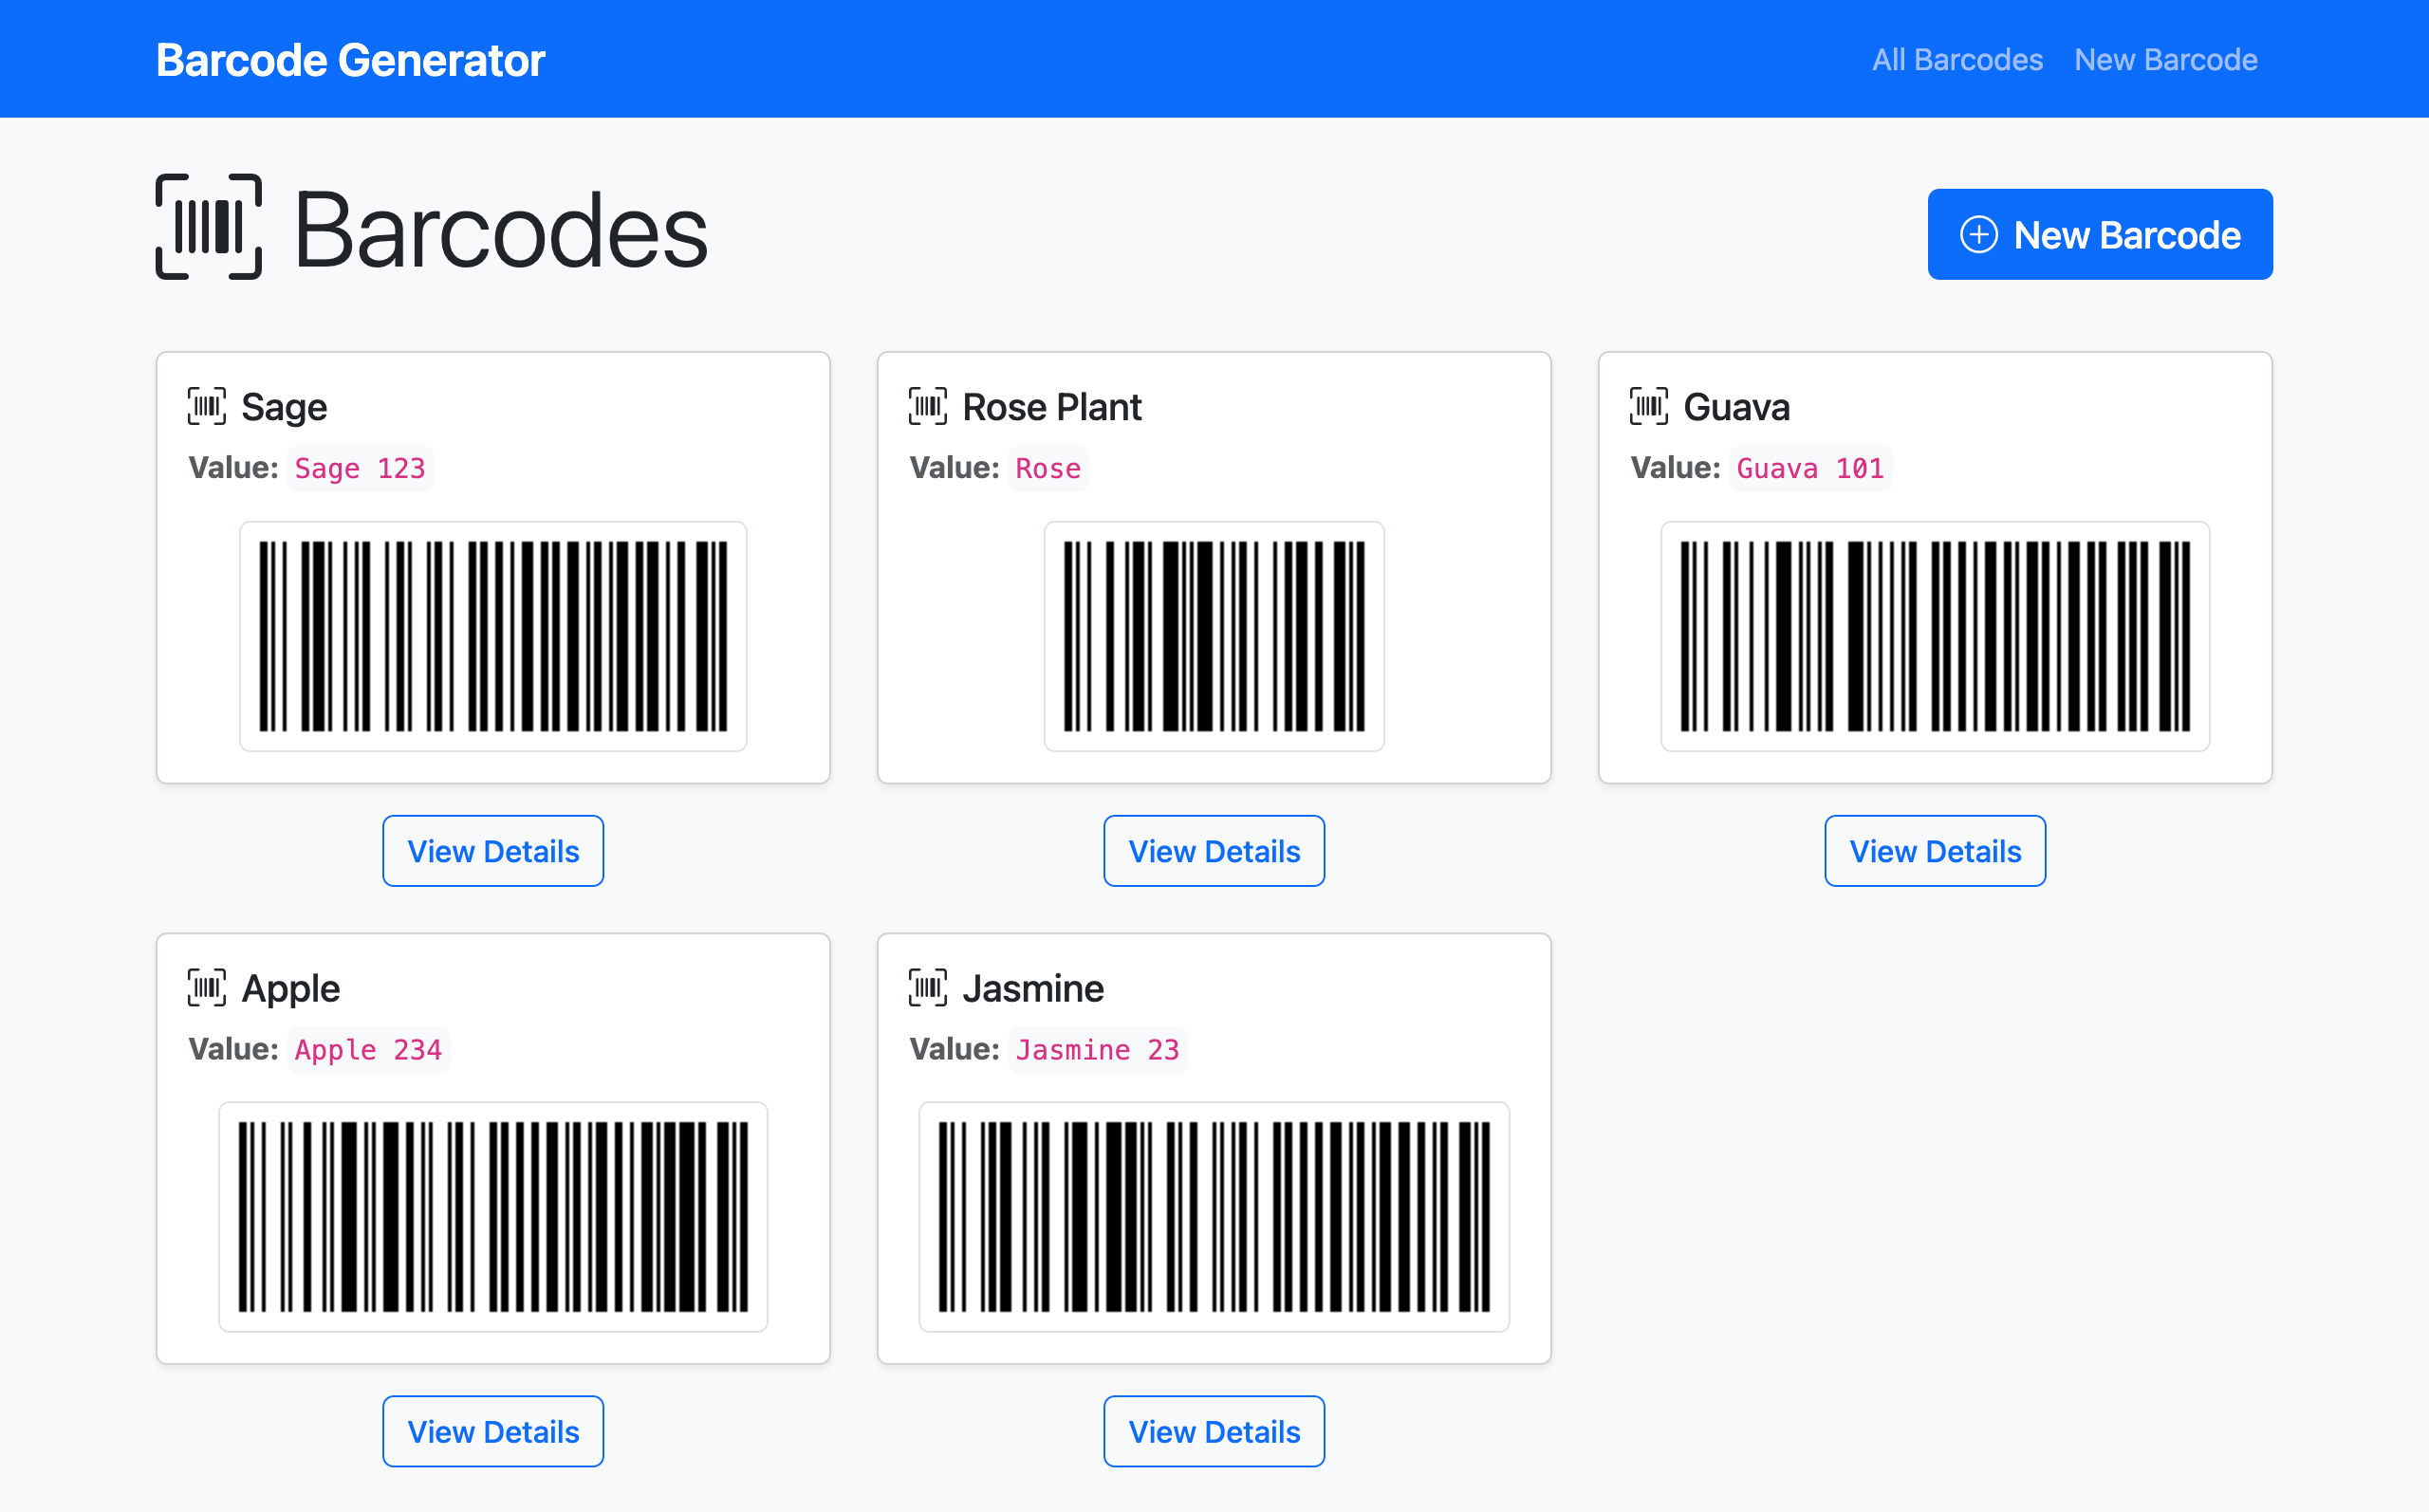 Barcode Generator
All Barcodes
New Barcode
Barcodes
New Barcode
Sage
Value: Sage 123
View Details
Rose Plant
Value: Rose
View Details
Guava
Value: Guava 101
View Details
Apple
Value: Apple 234
View Details
Jasmine
Value: Jasmine 23
View Details